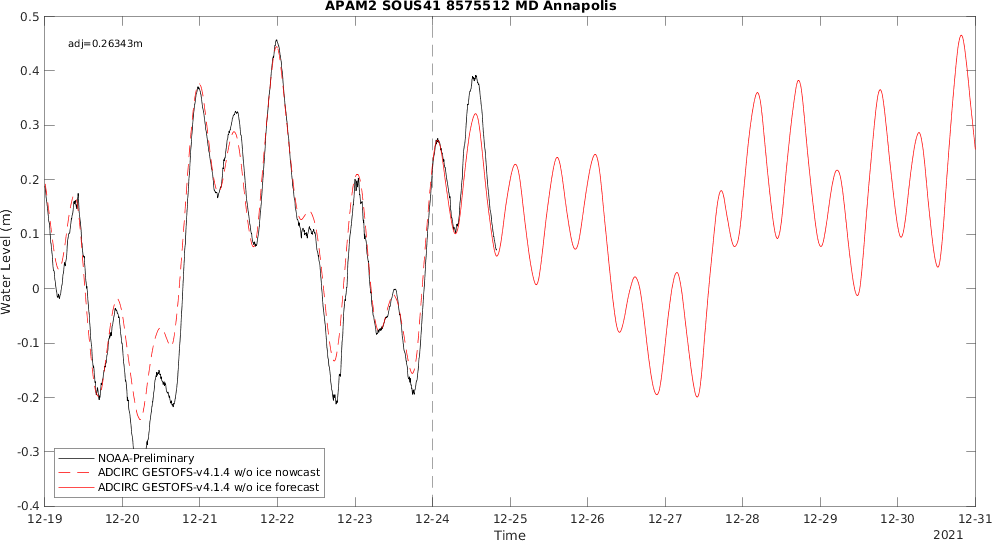 APAM2 SOUS41 8575512 MD Annapolis
adj=0.26343m
0.5
0.4
0.3
0.2
0.1
0
-0.1
-0.2
-0.3
-0.4
Water Level (m)
NOAA-Preliminary
ADCIRC GESTOFS-v4.1.4 w/o ice nowcast
ADCIRC GESTOFS-v4.1.4 w/o ice forecast
12-19 12-20 12-21 12-22 12-23 12-24 12-25 12-26 12-27 12-28 12-29 12-30 12-31
Time
2021